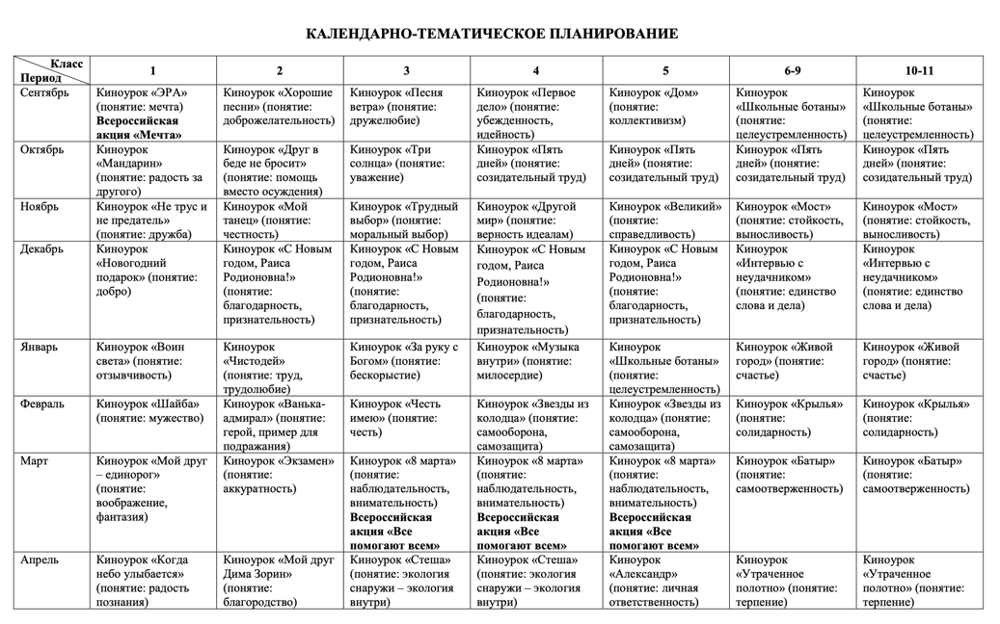 КАЛЕНДАРНО-ТЕМАТИЧЕСКОЕ ПЛАНИРОВАНИЕ
Класс
Период
1
2
3
4
5
6-9
10-11
Сентябрь
Киноурок «ЭРА»
(понятие: мечта)
Всероссийская
акция «Мечта»
Киноурок «Хорошие
песни» (понятие:
доброжелательность)
Киноурок «Песня
ветра» (понятие:
дружелюбие)
Киноурок «Первое
дело» (понятие:
убежденность,
идейность)
Киноурок «Дом»
(понятие:
коллективизм)
Киноурок
«Школьные ботаны»
(понятие:
целеустремленность)
Киноурок
«Школьные ботаны»
(понятие:
целеустремленность)
Октябрь
Киноурок
«Мандарин»
(понятие: радость за
другого)
Киноурок «Друг в
беде не бросит»
(понятие: помощь
вместо осуждения)
Киноурок «Три
солнца» (понятие:
уважение)
Киноурок «Пять
дней» (понятие:
созидательный труд)
Киноурок «Пять
дней» (понятие:
созидательный труд)
Киноурок «Пять
дней» (понятие:
созидательный труд)
Киноурок «Пять
дней» (понятие:
созидательный труд)
Ноябрь
Киноурок «Не трус и
не предатель»
(понятие: дружба)
Киноурок «Мой
танец» (понятие:
честность)
Киноурок «Трудный
выбор» (понятие:
моральный выбор)
Киноурок «Другой
мир» (понятие:
верность идеалам)
Киноурок «Великий»
(понятие:
справедливость)
Киноурок «Мост»
(понятие: стойкость,
выносливость)
Киноурок «Мост»
(понятие: стойкость,
выносливость)
Декабрь
Киноурок
«Новогодний
подарок» (понятие:
добро)
Киноурок «С Новым
годом, Раиса
Родионовна!»
(понятие:
благодарность,
признательность)
Киноурок «С Новым
годом, Раиса
Родионовна!»
(понятие:
благодарность,
признательность)
Киноурок «С Новым
годом, Раиса
Родионовна!»
(понятие:
благодарность,
признательность)
Киноурок «С Новым
годом, Раиса
Родионовна!»
(понятие:
благодарность,
признательность)
Киноурок
«Интервью с
неудачником»
(понятие: единство
слова и дела)
Киноурок
«Интервью с
неудачником»
(понятие: единство
слова и дела)
Январь
Киноурок «Воин
света» (понятие:
отзывчивость)
Киноурок
«Чистодей»
(понятие: труд,
трудолюбие)
Киноурок «За руку с
Богом» (понятие:
бескорыстие)
Киноурок «Музыка
внутри» (понятие:
милосердие)
Киноурок
«Школьные ботаны»
(понятие:
целеустремленность)
Киноурок «Живой
город» (понятие:
счастье)
Киноурок «Живой
город» (понятие:
счастье)
Февраль
Киноурок «Шайба»
(понятие: мужество)
Киноурок «Ванька-
адмирал» (понятие:
герой, пример для
подражания)
Киноурок «Честь
имею» (понятие:
честь)
Киноурок «Звезды из
колодца» (понятие:
самооборона,
самозащита)
Киноурок «Звезды из
колодца» (понятие:
самооборона,
самозащита)
Киноурок «Крылья»
(понятие:
солидарность)
Киноурок «Крылья»
(понятие:
солидарность)
Март
Киноурок «Мой друг
– единорог»
(понятие:
воображение,
фантазия)
Киноурок «Экзамен»
(понятие:
аккуратность)
Киноурок «8 марта»
(понятие:
наблюдательность,
внимательность)
Всероссийская
акция «Все
помогают всем»
Киноурок «8 марта»
(понятие:
наблюдательность,
внимательность)
Всероссийская
акция «Все
помогают всем»
Киноурок «8 марта»
(понятие:
наблюдательность,
внимательность)
Всероссийская
акция «Все
помогают всем»
Киноурок «Батыр»
(понятие:
самоотверженность)
Киноурок «Батыр»
(понятие:
самоотверженность)
Апрель
Киноурок «Когда
небо улыбается»
(понятие: радость
познания)
Киноурок «Мой друг
Дима Зорин»
(понятие:
благородство)
Киноурок «Стеша»
(понятие: экология
снаружи – экология
внутри)
Киноурок «Стеша»
(понятие: экология
снаружи – экология
внутри)
Киноурок
«Александр»
(понятие: личная
ответственность)
Киноурок
«Утраченное
полотно» (понятие:
терпение)
Киноурок
«Утраченное
полотно» (понятие:
терпение)